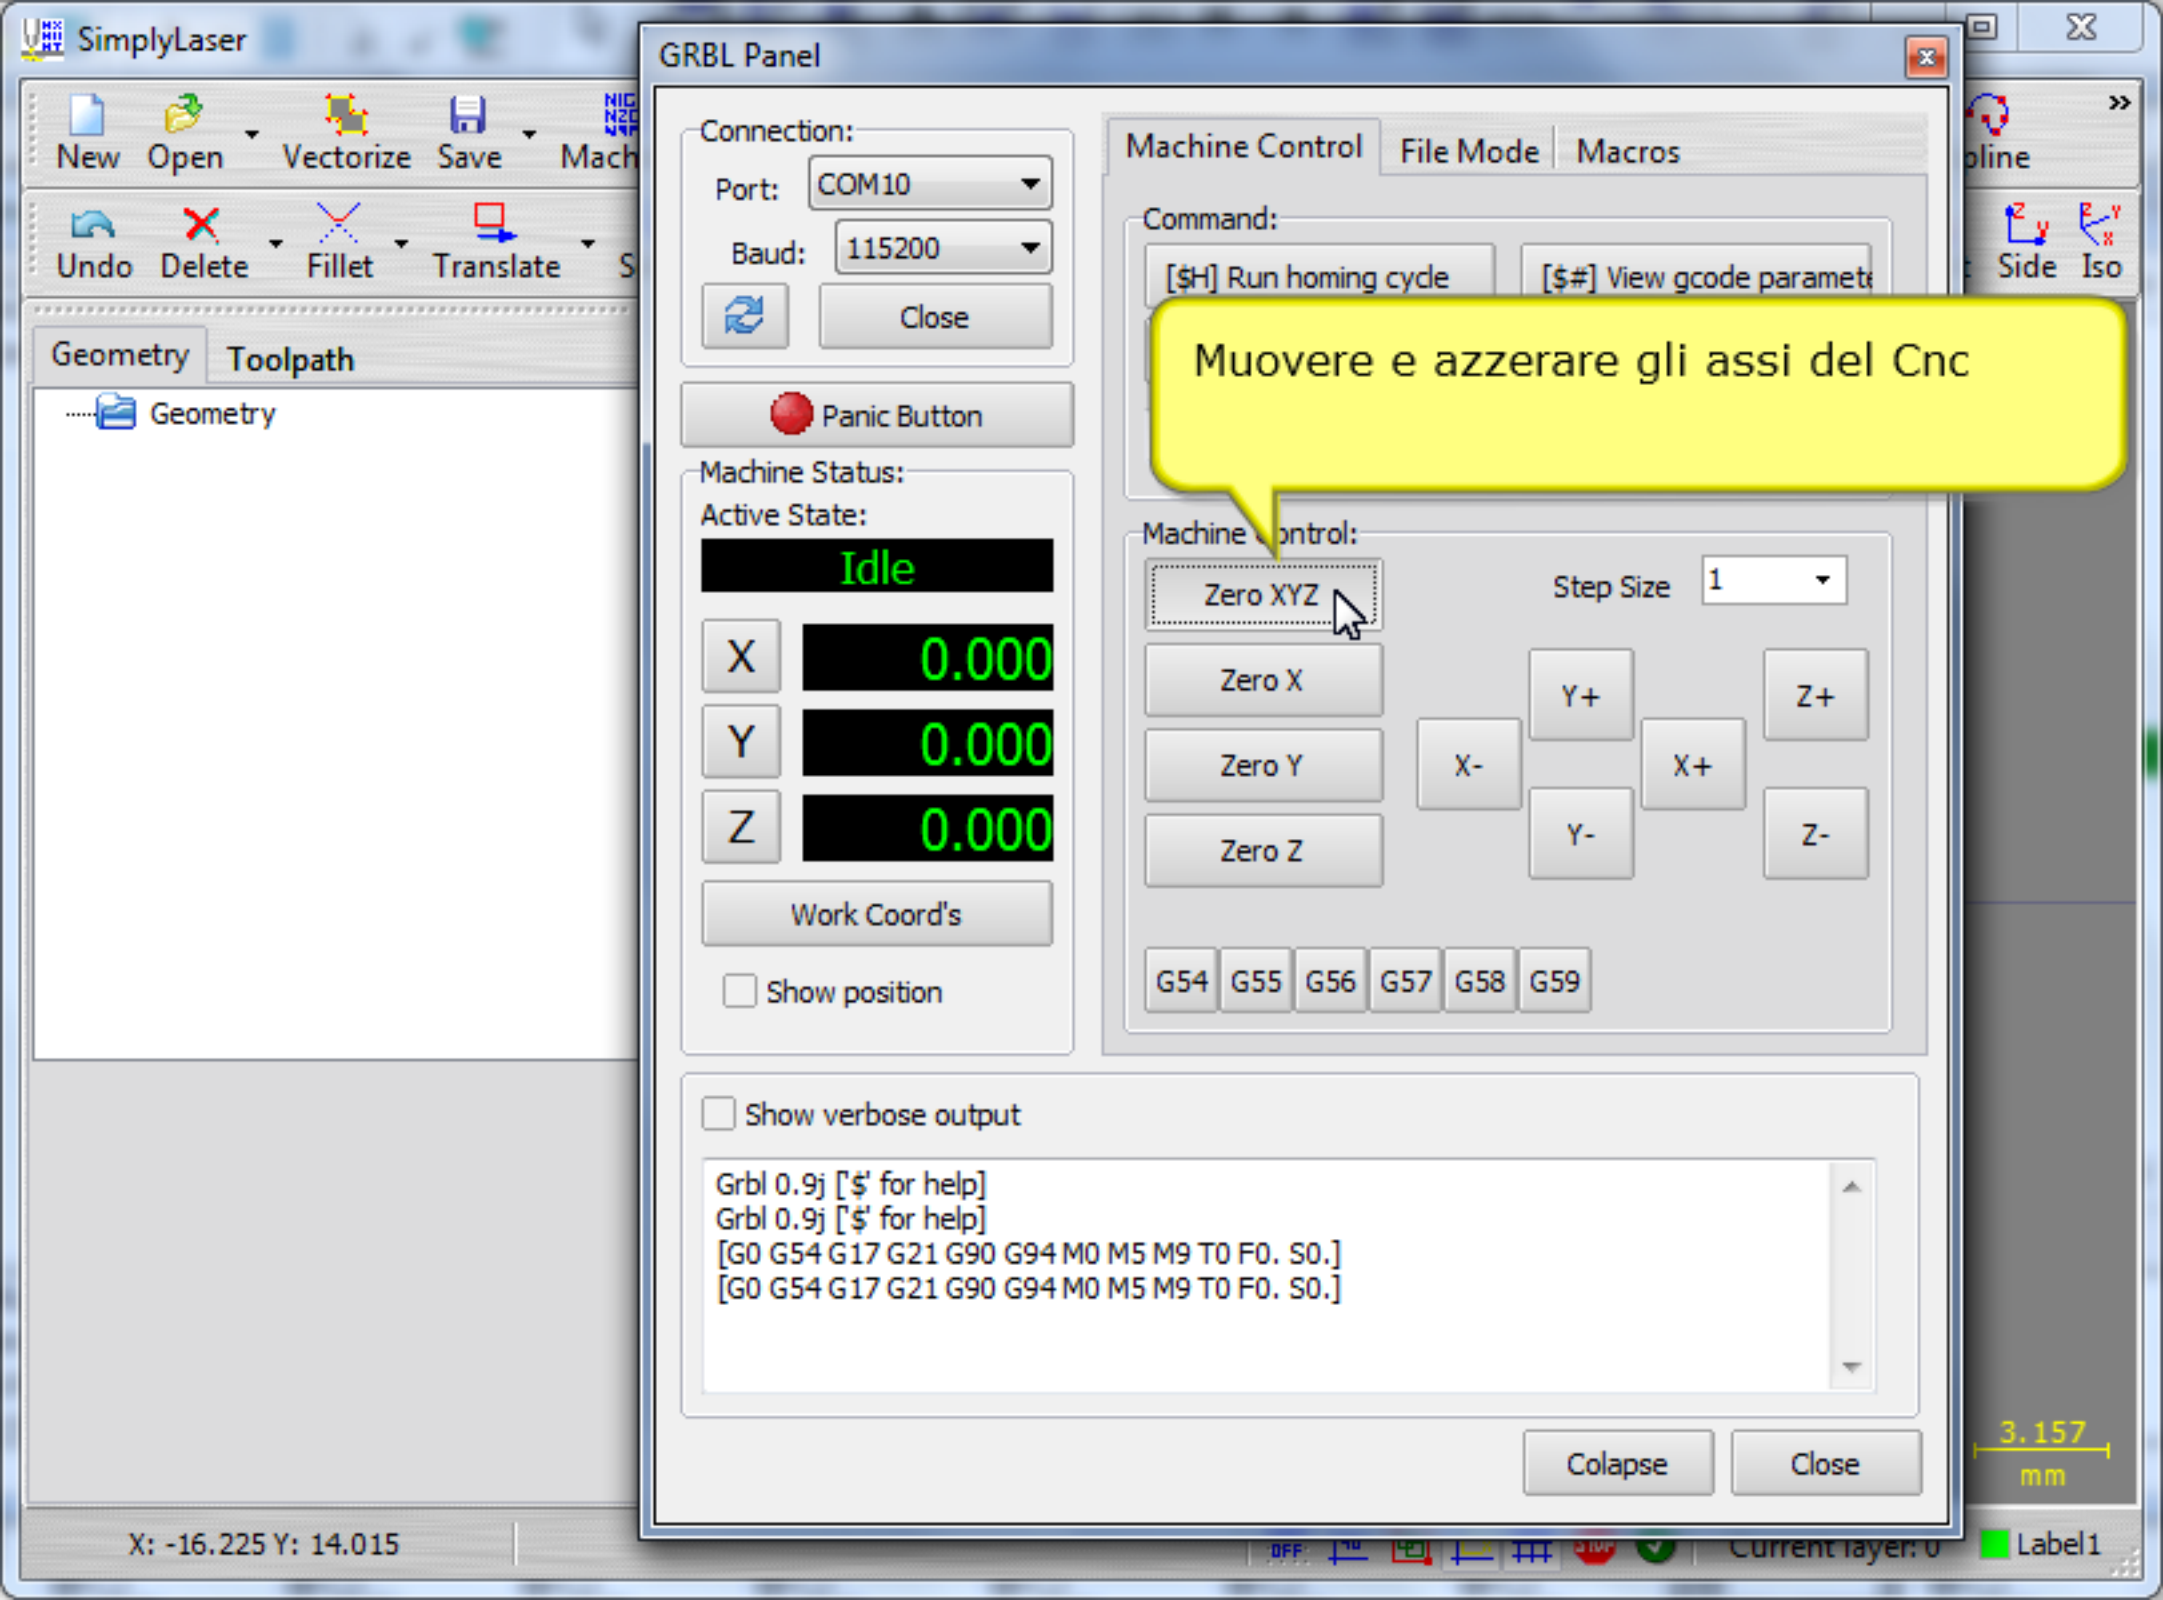 SimplyLaser
GRBL Panel
New
Open
Vectorize
Save
Undo
Delete
Fillet
Translate
Side
Iso
Geometry
Toolpath
Geometry
Connection:
Port:
COM10
Baud:
115200
Close
Panic Button
Machine Status:
Active State:
Idle
X
0.000
Y
0.000
Z
0.000
Work Coord's
Show position
Machine Control
File Mode
Macros
Command:
[$H] Run homing cycle
[$#] View gcode paramete
Muovere e azzerare gli assi del Cnc
Machine Control:
Zero XYZ
Step Size
1
Zero X
Zero Y
Zero Z
Y+
Z+
X-
X+
Y-
Z-
G54 G55 G56 G57 G58 G59
Show verbose output
Grbl 0.9j ['$' for help]
Grbl 0.9j ['$' for help]
[G0 G54 G17 G21 G90 G94 M0 M5 M9 T0 F0. S0.]
[G0 G54 G17 G21 G90 G94 M0 M5 M9 T0 F0. S0.]
Colapse
Close
3.157
mm
X: -16.225 Y: 14.015
OFF
STOP
Current layer: 0
Label1